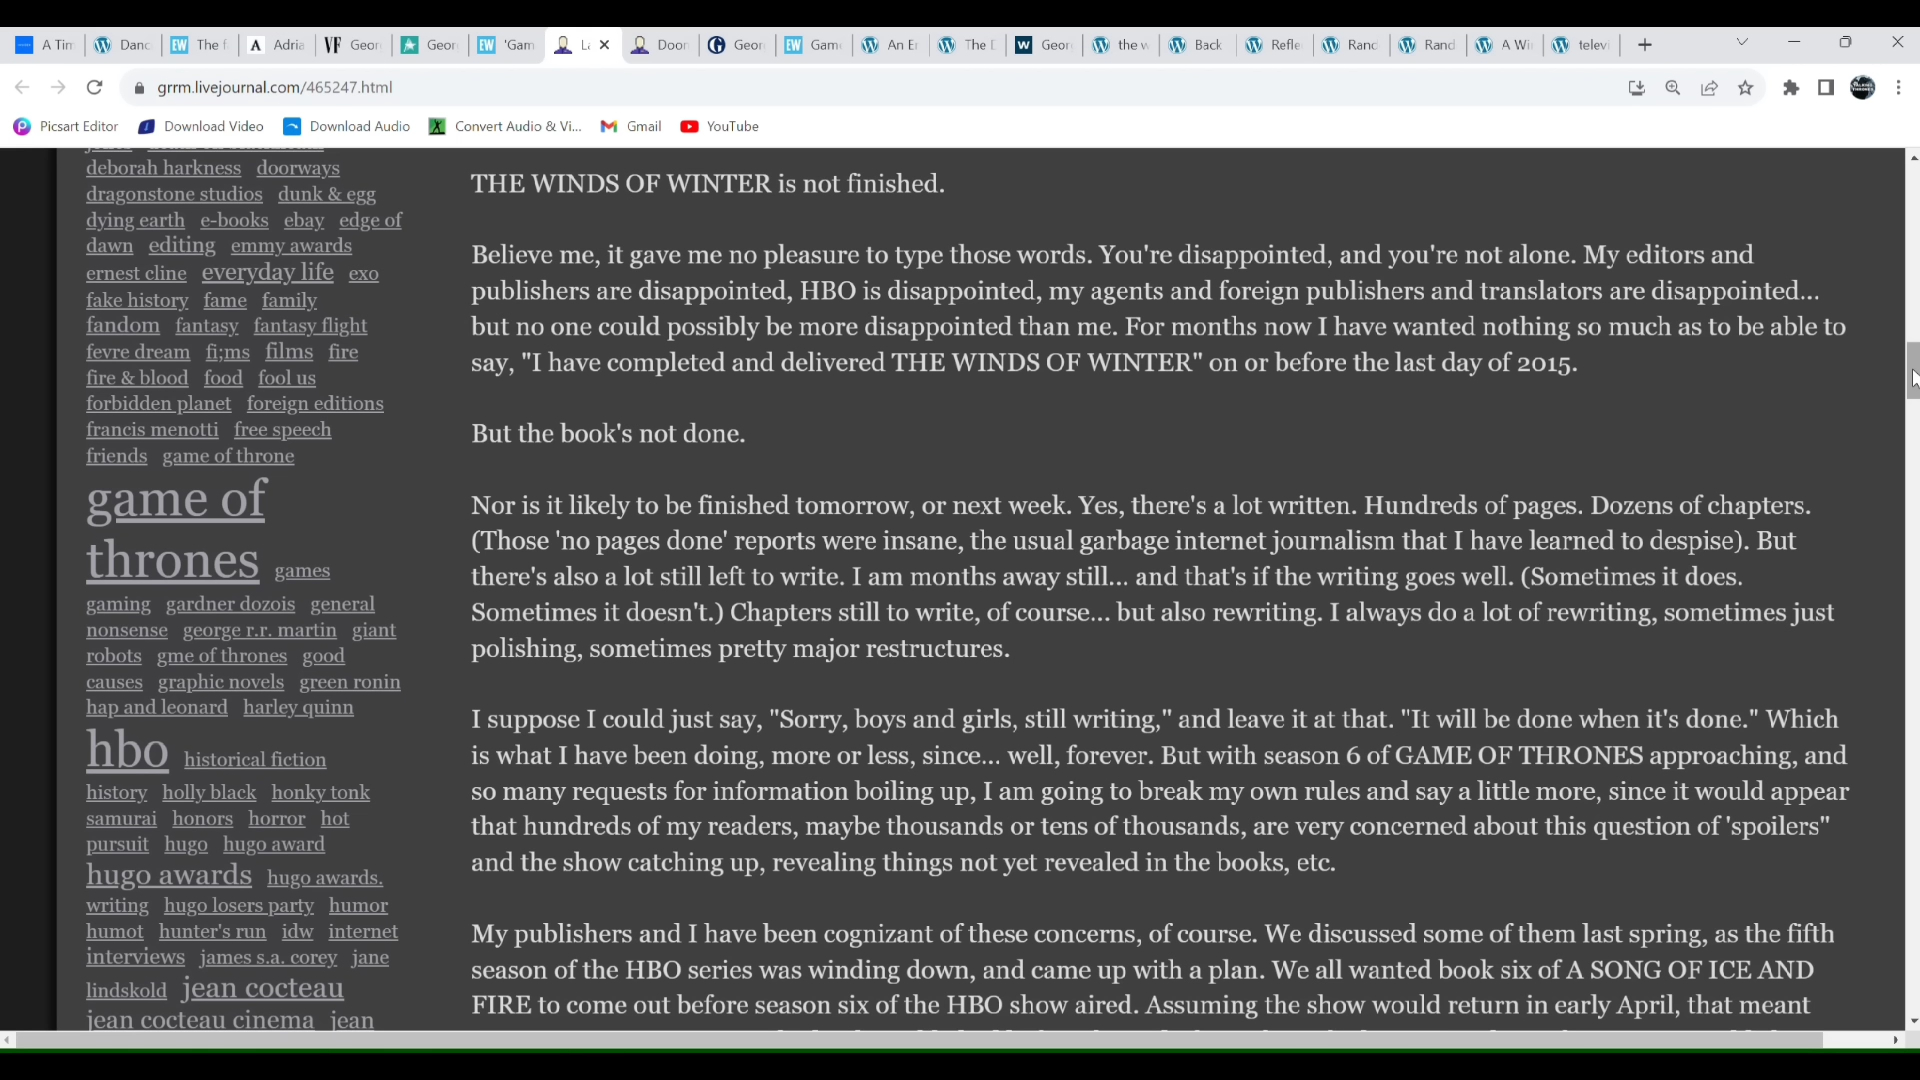 A Tim
Danc
The f
Adria
Geor
Geor
'Gam
La
Doon
Geor
Game
An E
The D
Geor
the w
Back
Refle
Rand
Rand
A Wi
televi
grrm.livejournal.com/465247.html
Picsart Editor
Download Video
Download Audio
Convert Audio & Vi...
Gmail
YouTube
deborah harkness doorways
dragonstone studios dunk & egg
dying earth e-books ebay edge of
dawn editing emmy awards
ernest cline everyday life exo
fake history fame family
fandom fantasy fantasy flight
fevre dream fi;ms films fire
fire & blood food fool us
forbidden planet foreign editions
francis menotti free speech
friends game of throne
game of
thrones games
gaming gardner dozois general
nonsense george r.r. martin giant
robots gme of thrones good
causes graphic novels green ronin
hap and leonard harley quinn
hbo historical fiction
history holly black honky tonk
samurai honors horror hot
pursuit hugo hugo award
hugo awards hugo awards.
writing hugo losers party humor
humot hunter's run idw internet
interviews james s.a. corey jane
lindskold jean cocteau
jean cocteau cinema jean
THE WINDS OF WINTER is not finished.
Believe me, it gave me no pleasure to type those words. You're disappointed, and you're not alone. My editors and
publishers are disappointed, HBO is disappointed, my agents and foreign publishers and translators are disappointed...
but no one could possibly be more disappointed than me. For months now I have wanted nothing so much as to be able to
say, "I have completed and delivered THE WINDS OF WINTER" on or before the last day of 2015.
But the book's not done.
Nor is it likely to be finished tomorrow, or next week. Yes, there's a lot written. Hundreds of pages. Dozens of chapters.
(Those 'no pages done' reports were insane, the usual garbage internet journalism that I have learned to despise). But
there's also a lot still left to write. I am months away still... and that's if the writing goes well. (Sometimes it does.
Sometimes it doesn't.) Chapters still to write, of course... but also rewriting. I always do a lot of rewriting, sometimes just
polishing, sometimes pretty major restructures.
I suppose I could just say, "Sorry, boys and girls, still writing," and leave it at that. "It will be done when it's done." Which
is what I have been doing, more or less, since... well, forever. But with season 6 of GAME OF THRONES approaching, and
so many requests for information boiling up, I am going to break my own rules and say a little more, since it would appear
that hundreds of my readers, maybe thousands or tens of thousands, are very concerned about this question of 'spoilers"
and the show catching up, revealing things not yet revealed in the books, etc.
My publishers and I have been cognizant of these concerns, of course. We discussed some of them last spring, as the fifth
season of the HBO series was winding down, and came up with a plan. We all wanted book six of A SONG OF ICE AND
FIRE to come out before season six of the HBO show aired. Assuming the show would return in early April, that meant